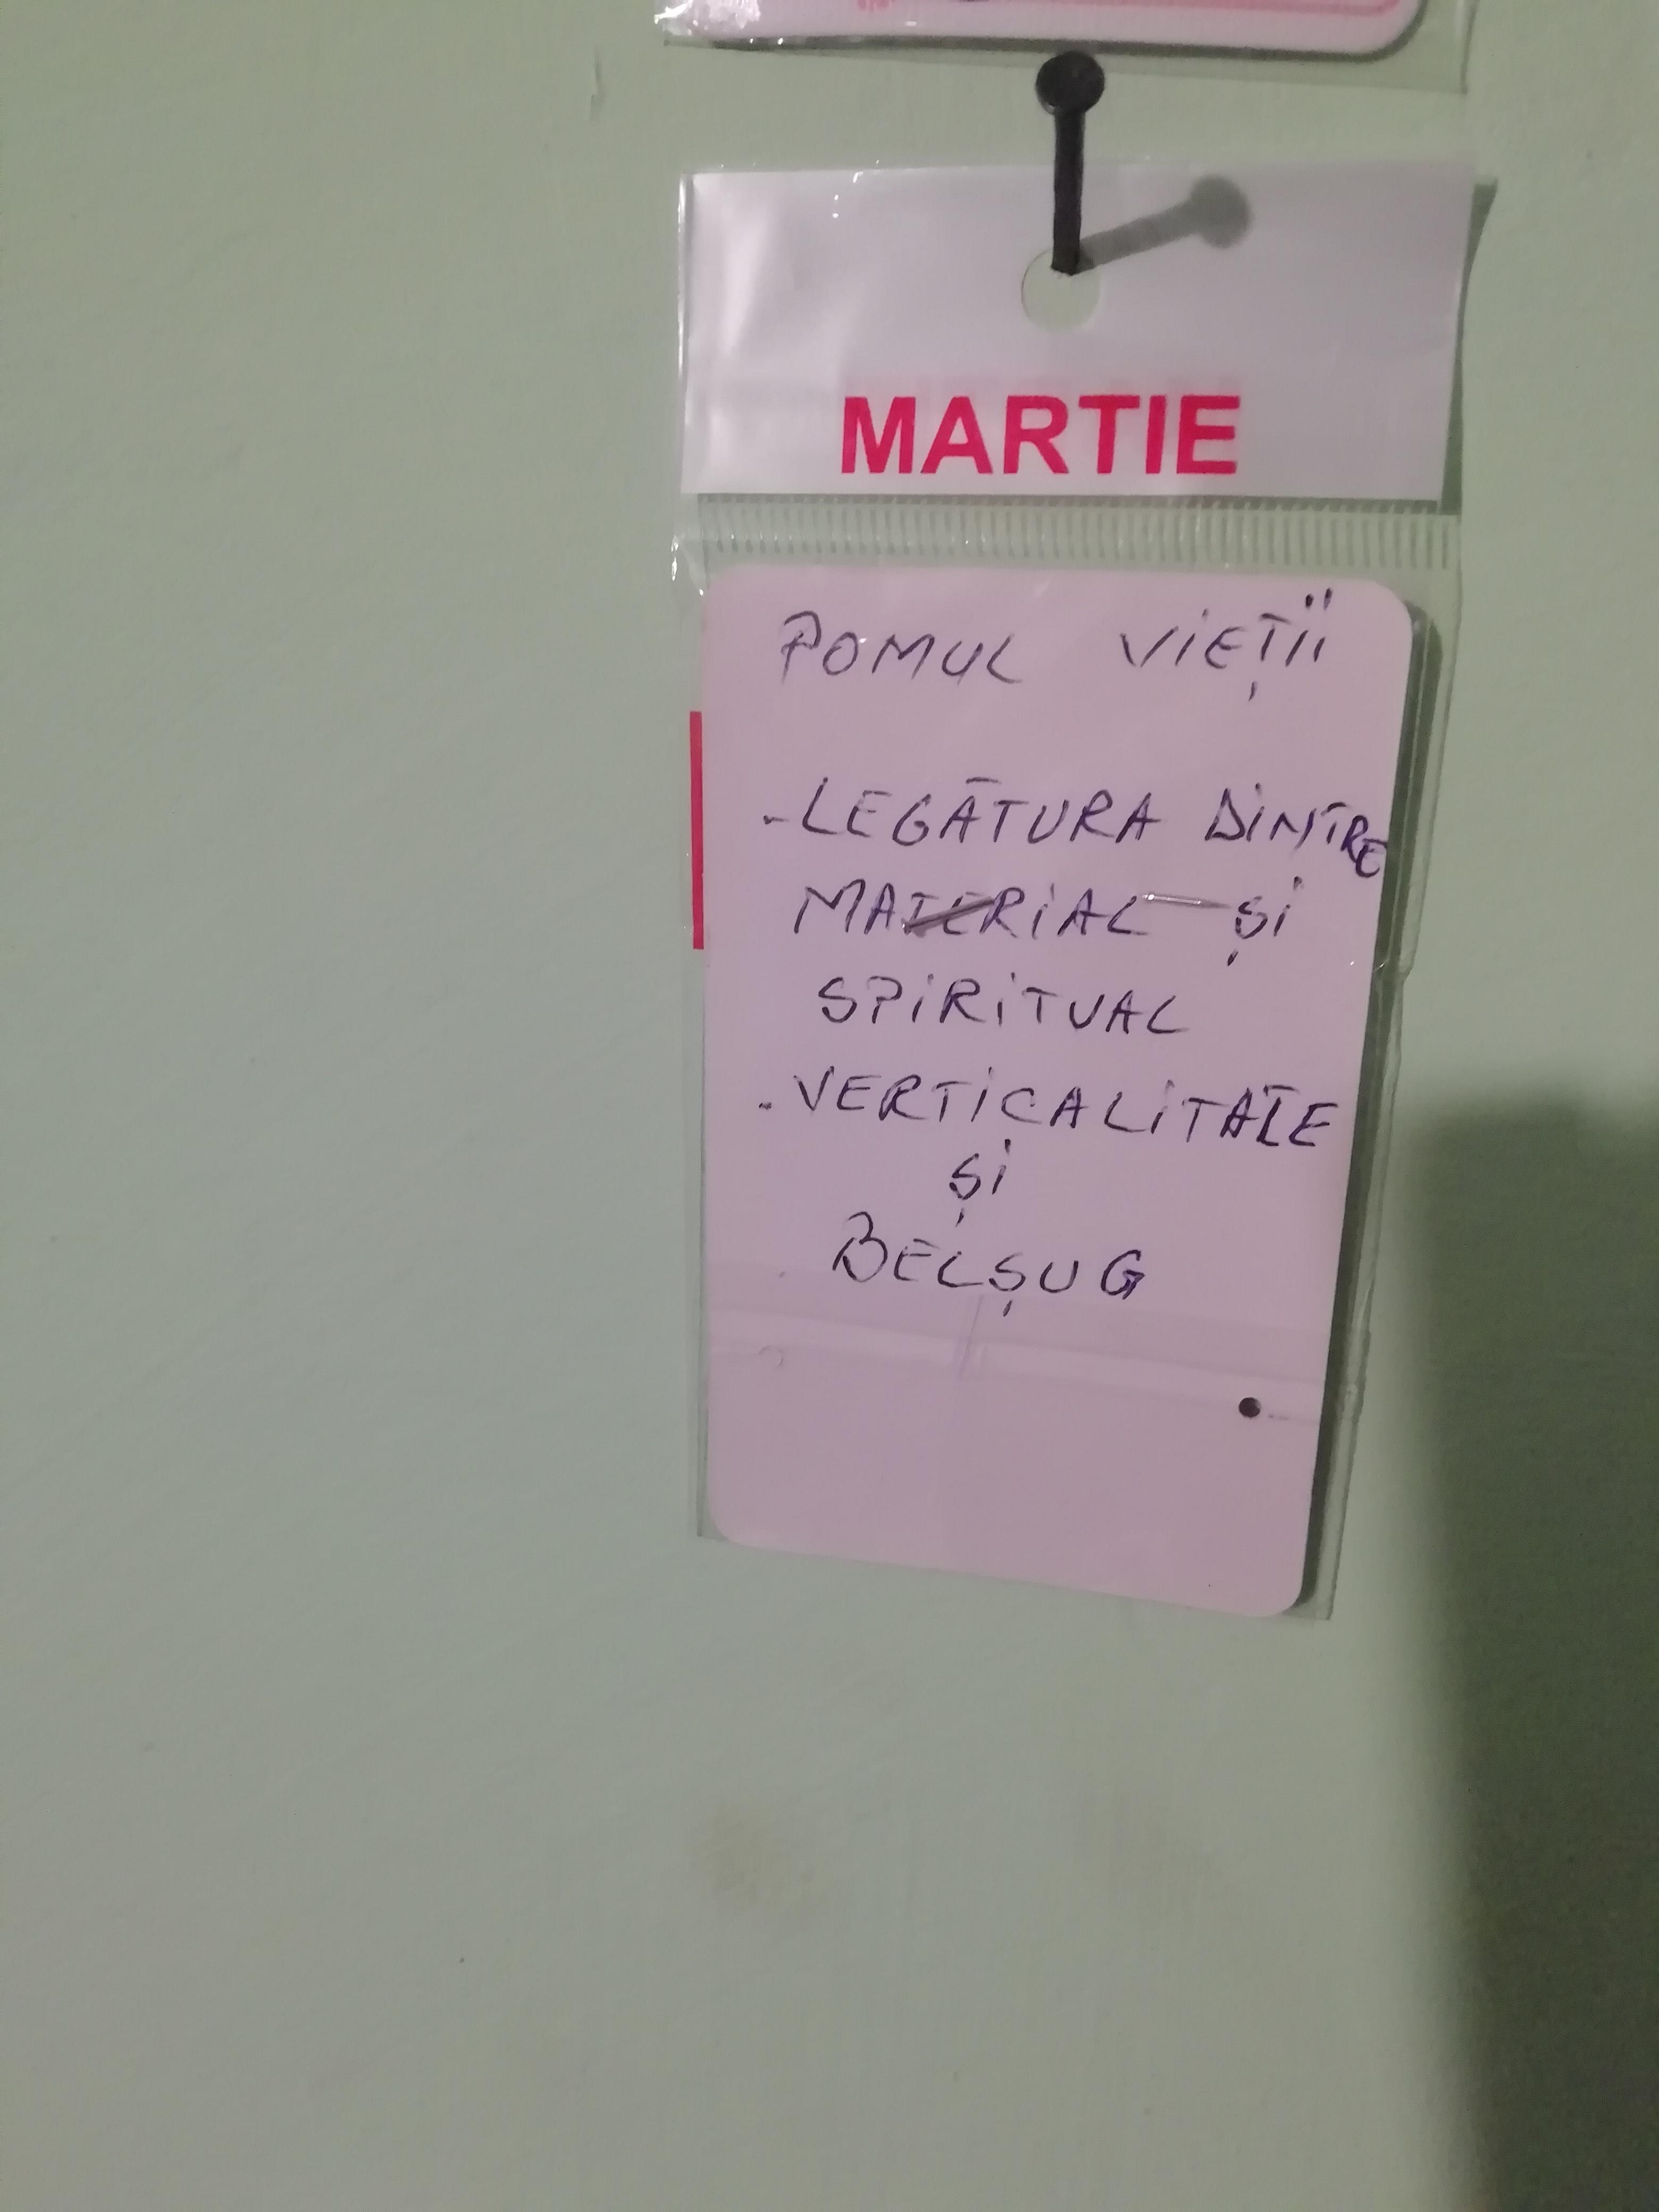 MARTIE
POMUL VIEȚII
-LEGĂTURA DINTRE
MATERIAL ȘI
SPIRITUAL
-VERTICALITATE
ȘI
BELȘUG